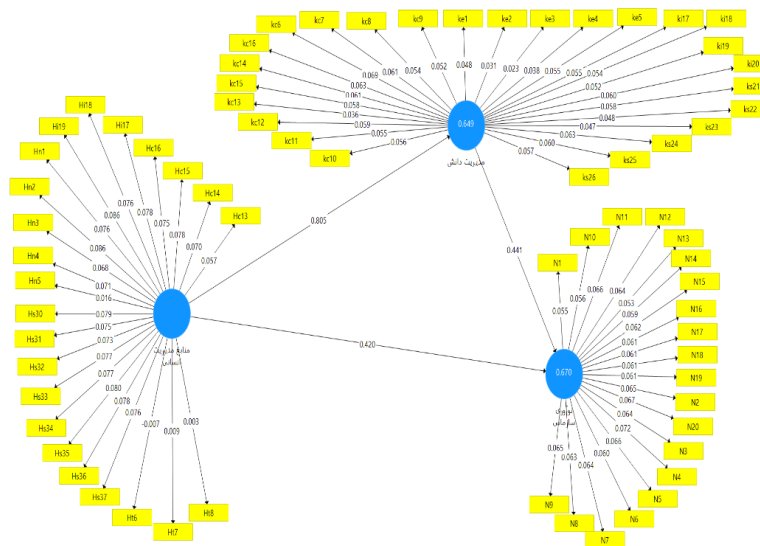 kc6
kc7
kc8
kc9
ke1
ke2
ke3
ke4
ke5
ki17
ki18
kc16
kc14
kc15
kc13
kc12
kc11
kc10
ki19
ki20
ks21
ks22
ks23
ks24
ks25
ks26
0.069
0.061
0.054
0.052
0.048
0.031
0.023
0.038
0.055
0.055
0.054
0.063
0.061
0.058
0.036
0.059
0.055
0.056
0.052
0.060
0.058
0.048
0.047
0.063
0.060
0.057
0.649
مدیریت دانش
Hi18
Hi19
Hi17
Hn1
Hc16
Hc15
Hn2
Hc14
Hn3
Hc13
Hn4
Hn5
Hs30
Hs31
Hs32
Hs33
Hs34
Hs35
Hs36
Hs37
Ht6
Ht7
Ht8
0.076
0.086
0.078
0.076
0.075
0.078
0.086
0.070
0.068
0.057
0.071
0.016
0.079
0.075
0.073
0.077
0.077
0.080
0.078
0.076
-0.007
0.009
0.003
منابع مدیریت
انسانی
0.805
0.441
0.420
N1
N10
N11
N12
N13
N14
N15
N16
N17
N18
N19
N2
N20
N3
N4
N5
N6
N7
N8
N9
0.055
0.056
0.066
0.064
0.053
0.059
0.062
0.061
0.061
0.061
0.061
0.065
0.067
0.064
0.072
0.066
0.060
0.064
0.063
0.065
0.670
نوآوری
سازمانی